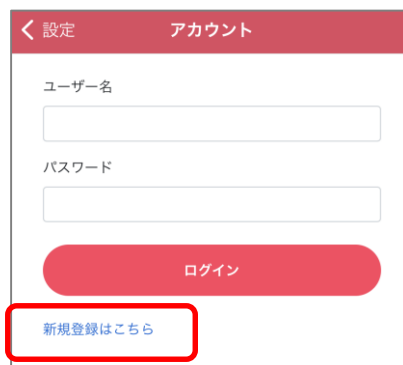 設定 アカウント
ユーザー名
パスワード
ログイン
新規登録はこちら